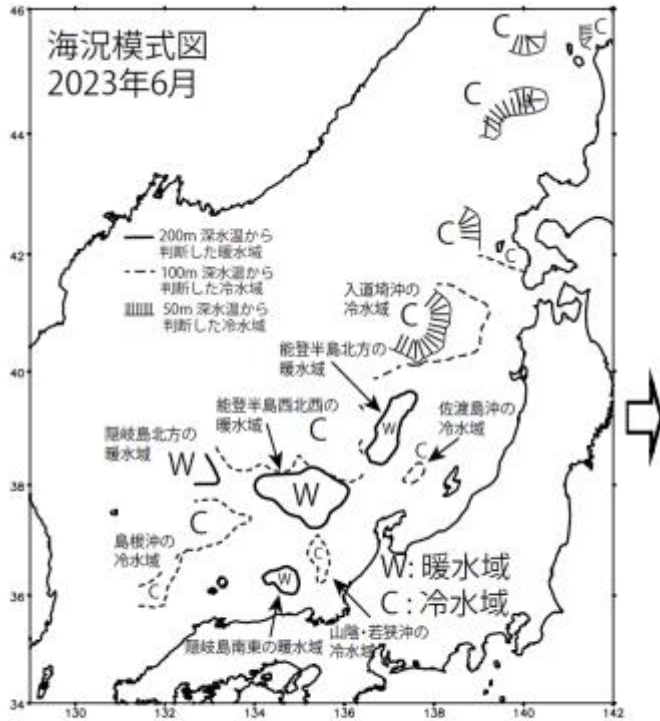 海況模式図
2023年6月
200m 深水温から
判断した暖水域
100m 深水温から
判断した冷水域
50m 深水温から
判断した冷水域
入道埼沖の
冷水域
能登半島北方の
暖水域
能登半島西北西の
暖水域
佐渡島沖の
冷水域
隠岐島北方の
暖水域
島根沖の
冷水域
隠岐島南東の暖水域
山陰・若狭沖の
冷水域
W: 暖水域
C: 冷水域
C
C
C
C
C
C
C
W
C
W
W
C
C
C
W
46
44
42
40
38
36
34
130
132
134
136
138
140
142